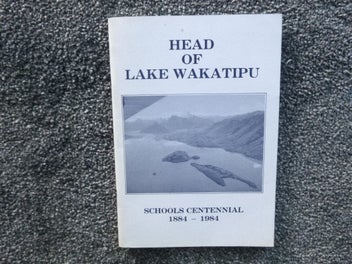 HEAD
OF
LAKE WAKATIPU
SCHOOLS CENTENNIAL
1884 – 1984